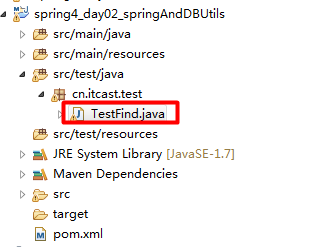 spring4_day02_springAndDBUtils
src/main/java
src/main/resources
src/test/java
cn.itcast.test
TestFind.java
src/test/resources
JRE System Library [JavaSE-1.7]
Maven Dependencies
src
target
pom.xml